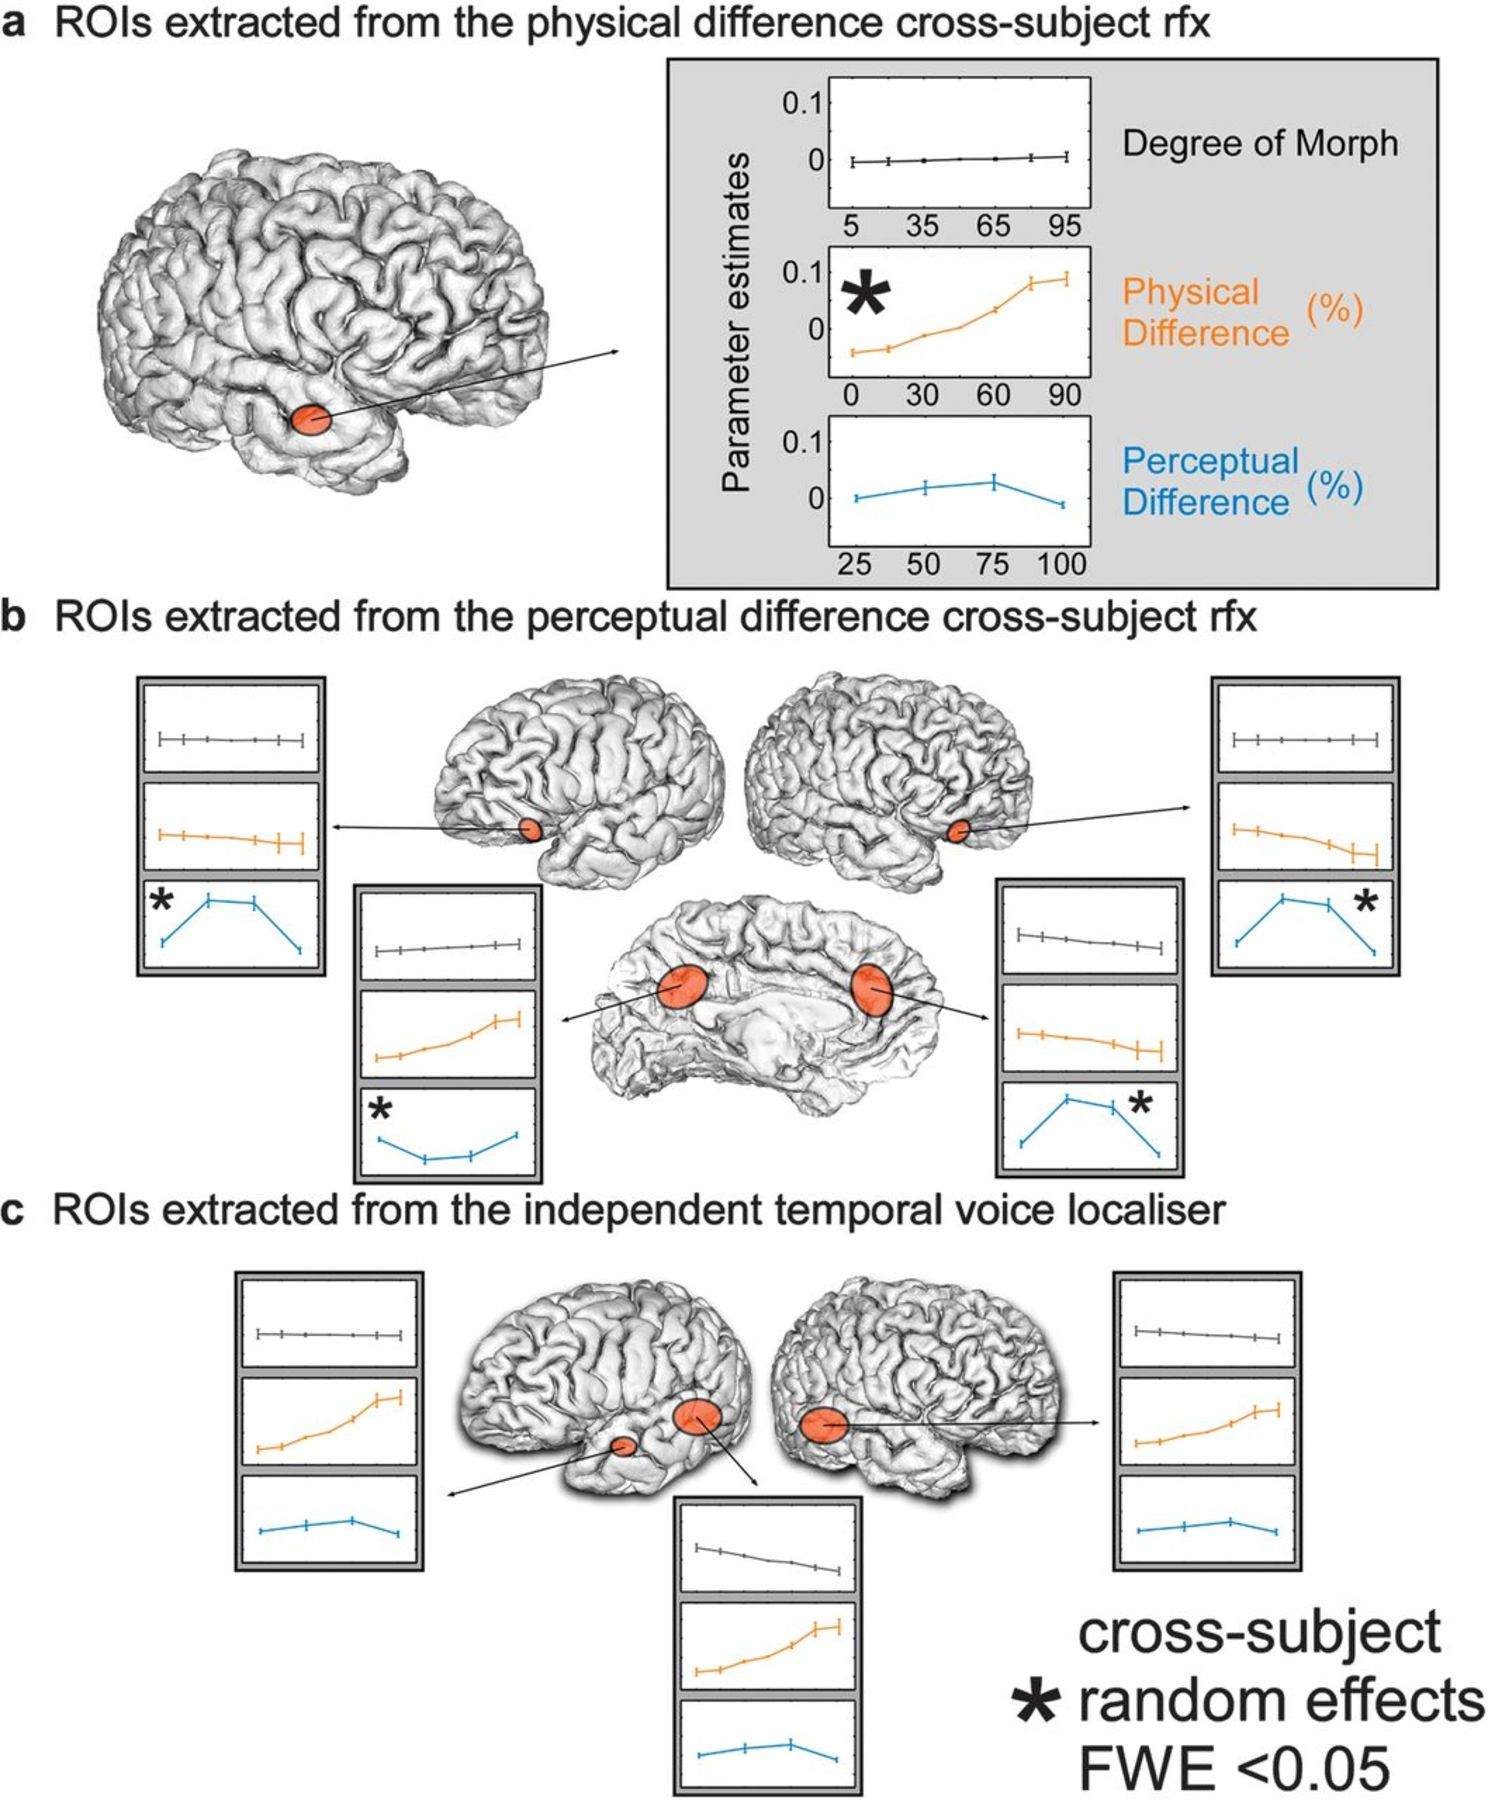 a ROIs extracted from the physical difference cross-subject rfx
Parameter estimates
0.1
0
5 35 65 95
Degree of Morph
0.1
*
0
0 30 60 90
Physical
Difference (%)
0.1
0
25 50 75 100
Perceptual
Difference (%)
b ROIs extracted from the perceptual difference cross-subject rfx
*
*
*
*
c ROIs extracted from the independent temporal voice localiser
cross-subject
* random effects
FWE <0.05